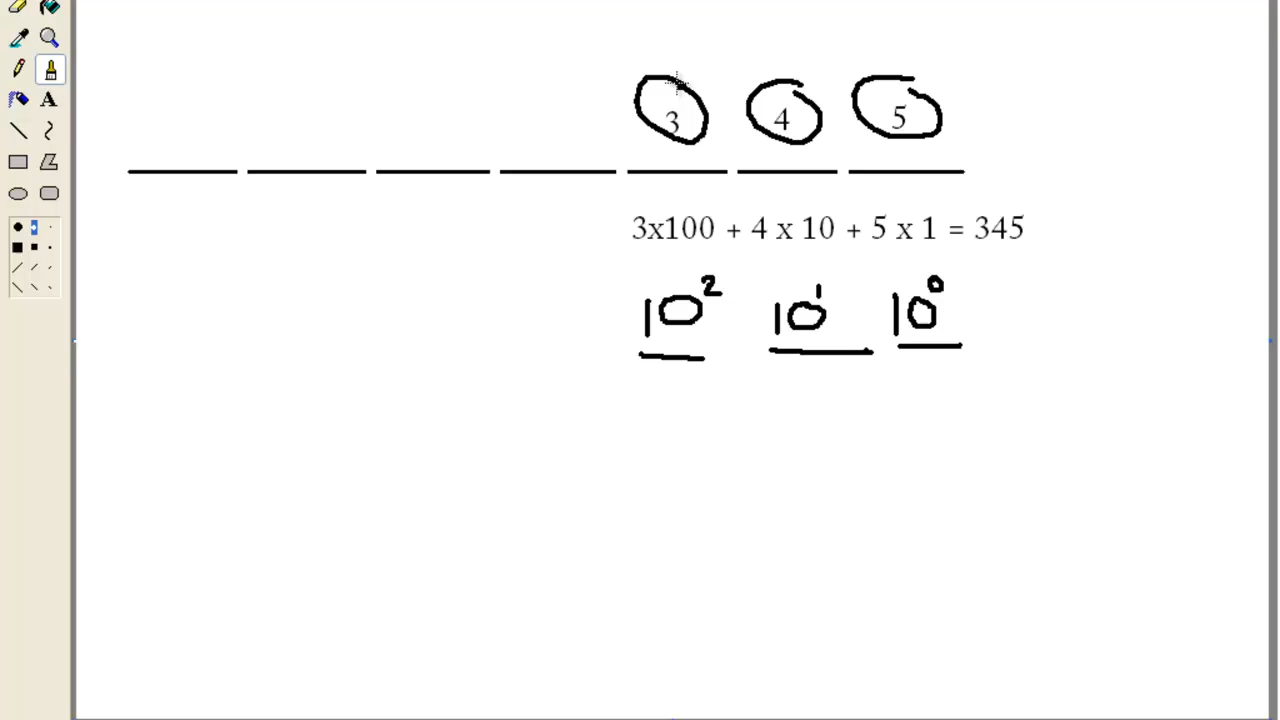 3 4 5
3x100 + 4 x 10 + 5 x 1 = 345
10² 10¹ 10⁰